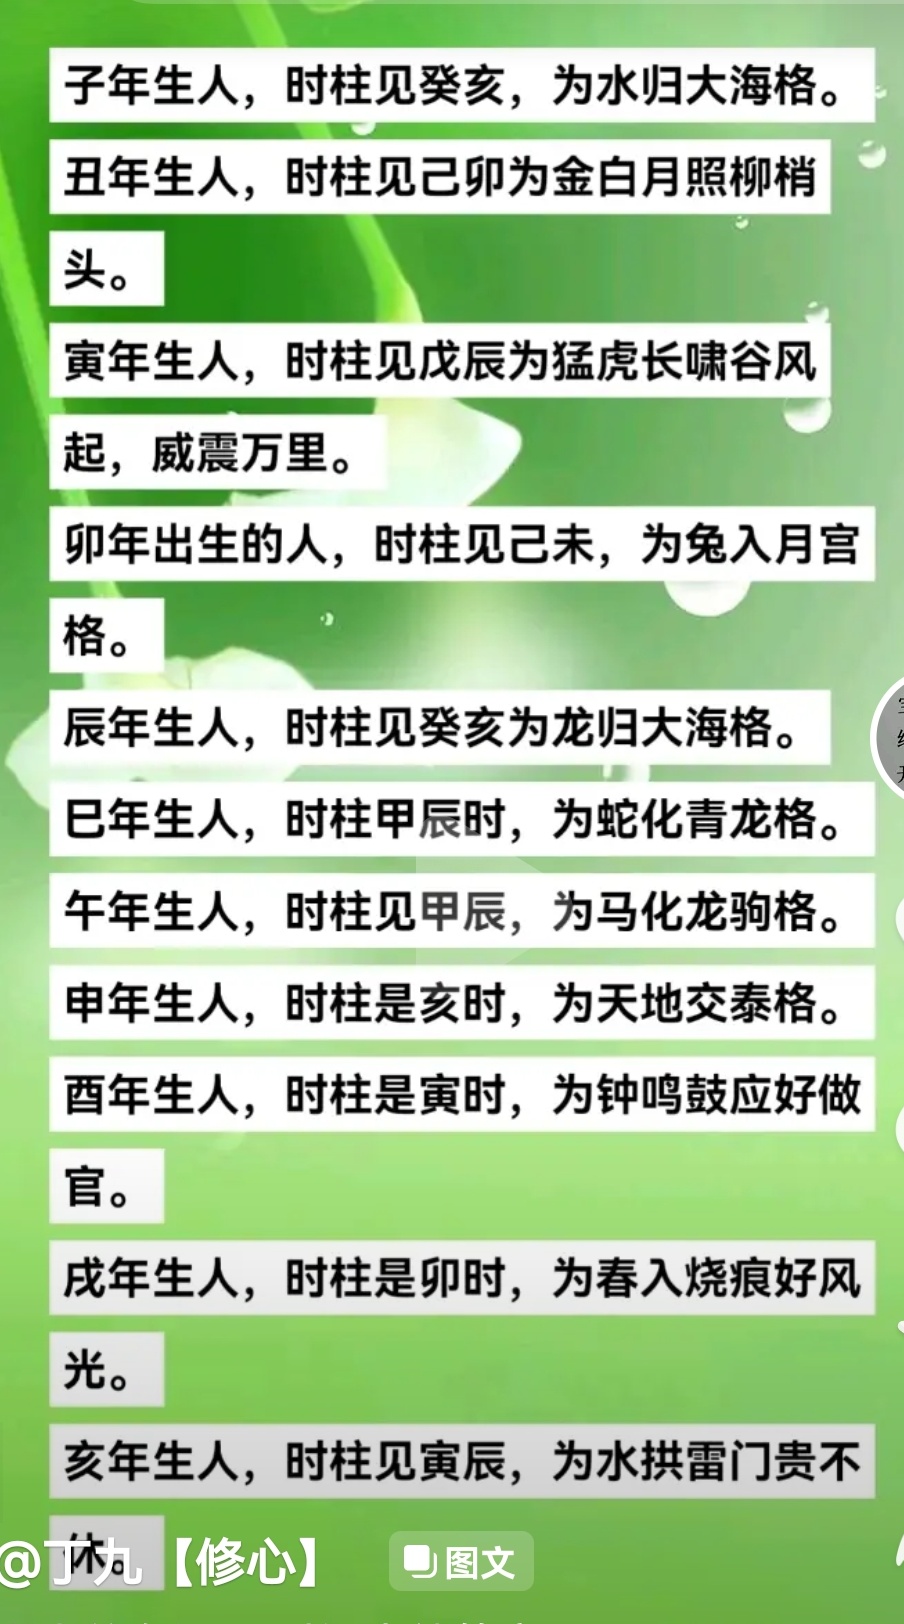 子年生人，时柱见癸亥，为水归大海格。
丑年生人，时柱见己卯为金白月照柳梢
头。
寅年生人，时柱见戊辰为猛虎长啸谷风
起，威震万里。
卯年出生的人，时柱见己未，为兔入月宫
格。
辰年生人，时柱见癸亥为龙归大海格。
巳年生人，时柱甲辰时，为蛇化青龙格。
午年生人，时柱见甲辰，为马化龙驹格。
申年生人，时柱是亥时，为天地交泰格。
酉年生人，时柱是寅时，为钟鸣鼓应好做
官。
戌年生人，时柱是卯时，为春入烧痕好风
光。
亥年生人，时柱见寅辰，为水拱雷门贵不
休。
@丁九【修心】
图文